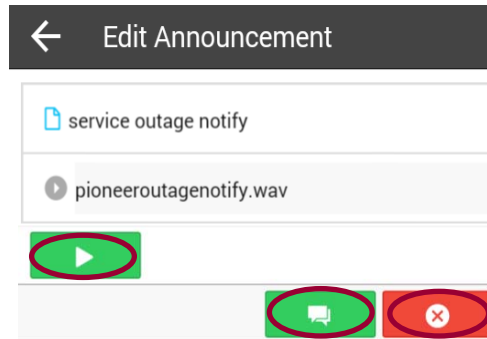 Edit Announcement
service outage notify
pioneeroutagenotify.wav